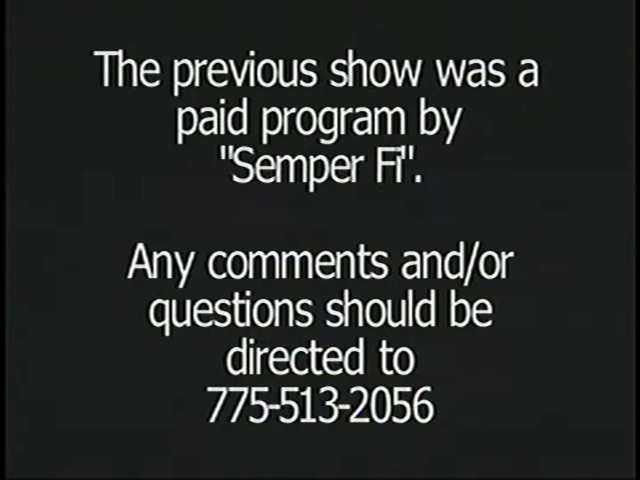 The previous show was a
paid program by
"Semper Fi".
Any comments and/or
questions should be
directed to
775-513-2056